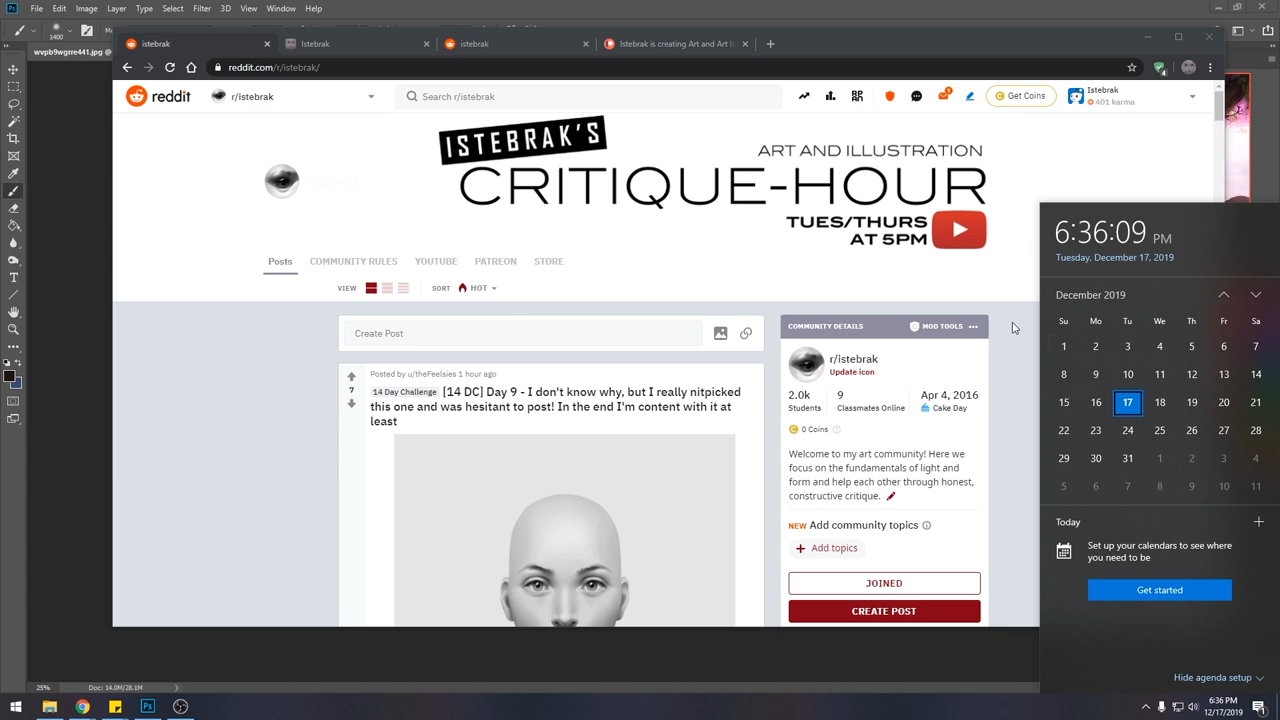 File Edit Image Layer Type Select Filter 3D View Window Help
1400
wvpb9wgrre441.jpg @
istebrak
Istebrak
istebrak
Istebrak is creating Art and Art
reddit.com/r/istebrak/
reddit
r/istebrak
Search r/istebrak
1
Get Coins
Istebrak
401 karma
ISTEBRAK'S
ART AND ILLUSTRATION
CRITIQUE-HOUR
TUES/THURS
AT 5PM
Posts COMMUNITY RULES YOUTUBE PATREON STORE
VIEW SORT HOT
Create Post
Posted by u/theFeelsies 1 hour ago
7
14 Day Challenge [14 DC] Day 9 - I don't know why, but I really nitpicked
this one and was hesitant to post! In the end I'm content with it at
least
COMMUNITY DETAILS
MOD TOOLS
r/istebrak
Update icon
2.0k 9 Apr 4, 2016
Students Classmates Online Cake Day
0 Coins
Welcome to my art community! Here we
focus on the fundamentals of light and
form and help each other through honest,
constructive critique.
NEW Add community topics
Add topics
JOINED
CREATE POST
6:36:09 PM
Tuesday, December 17, 2019
December 2019
Su Mo Tu We Th Fr Sa
1 2 3 4 5 6 7
8 9 10 11 12 13 14
15 16 17 18 19 20 21
22 23 24 25 26 27 28
29 30 31 1 2 3 4
5 6 7 8 9 10 11
Today
Set up your calendars to see where
you need to be
Get started
Hide agenda setup
25% Doc: 14.0M/28.1M
6:36 PM
12/17/2019